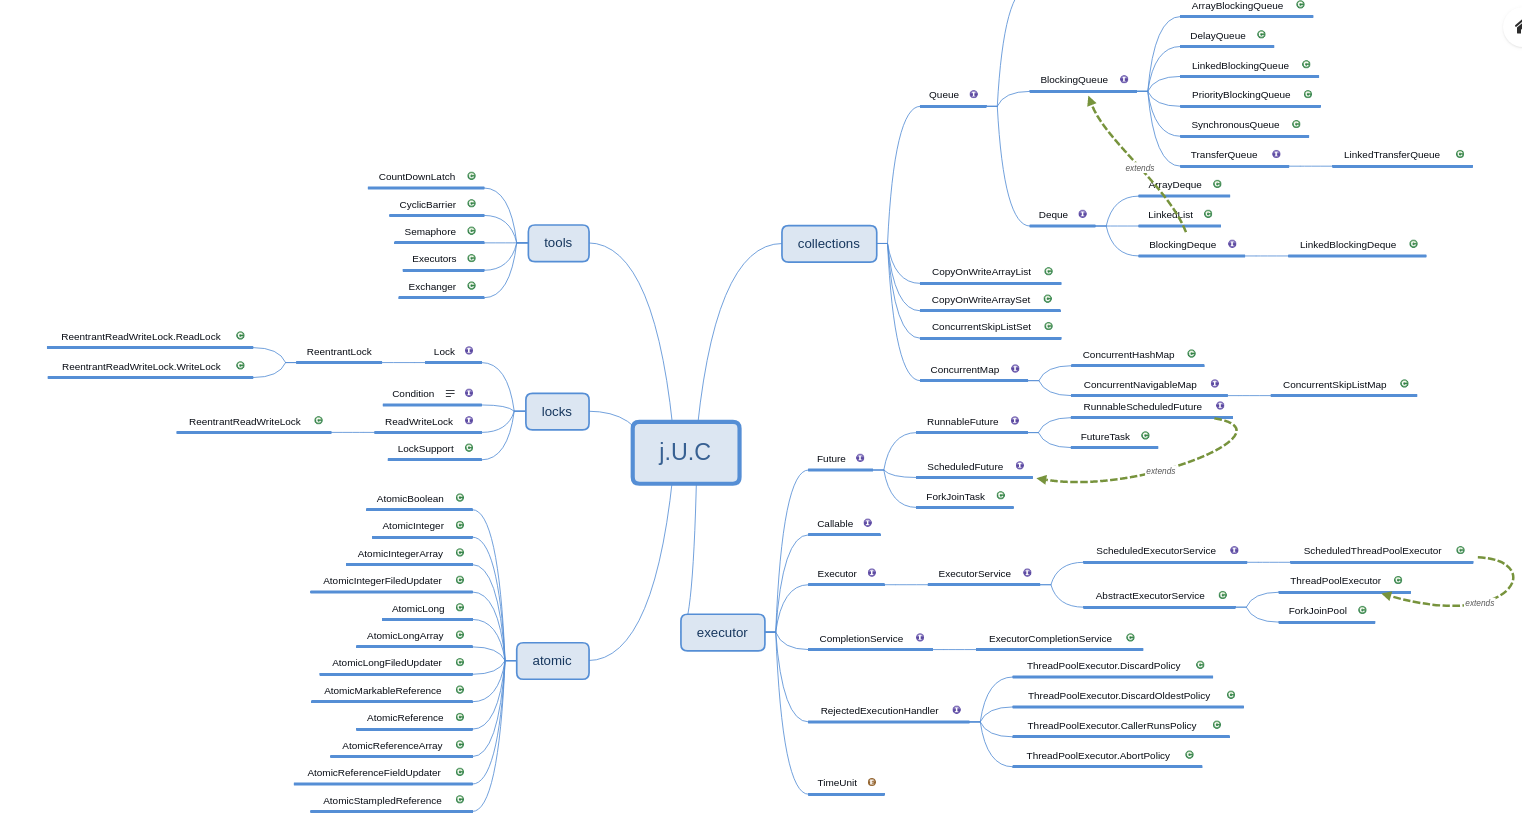 j.U.C
tools
CountDownLatch
CyclicBarrier
Semaphore
Executors
Exchanger
locks
Lock
ReentrantLock
ReentrantReadWriteLock.ReadLock
ReentrantReadWriteLock.WriteLock
Condition
ReadWriteLock
ReentrantReadWriteLock
LockSupport
atomic
AtomicBoolean
AtomicInteger
AtomicIntegerArray
AtomicIntegerFiledUpdater
AtomicLong
AtomicLongArray
AtomicLongFiledUpdater
AtomicMarkableReference
AtomicReference
AtomicReferenceArray
AtomicReferenceFieldUpdater
AtomicStampledReference
collections
Queue
BlockingQueue
ArrayBlockingQueue
DelayQueue
LinkedBlockingQueue
PriorityBlockingQueue
SynchronousQueue
TransferQueue
LinkedTransferQueue
extends
Deque
ArrayDeque
LinkedList
BlockingDeque
LinkedBlockingDeque
CopyOnWriteArrayList
CopyOnWriteArraySet
ConcurrentSkipListSet
ConcurrentMap
ConcurrentHashMap
ConcurrentNavigableMap
ConcurrentSkipListMap
executor
Future
RunnableFuture
RunnableScheduledFuture
FutureTask
ScheduledFuture
extends
ForkJoinTask
Callable
Executor
ExecutorService
ScheduledExecutorService
ScheduledThreadPoolExecutor
AbstractExecutorService
ThreadPoolExecutor
extends
ForkJoinPool
CompletionService
ExecutorCompletionService
RejectedExecutionHandler
ThreadPoolExecutor.DiscardPolicy
ThreadPoolExecutor.DiscardOldestPolicy
ThreadPoolExecutor.CallerRunsPolicy
ThreadPoolExecutor.AbortPolicy
TimeUnit